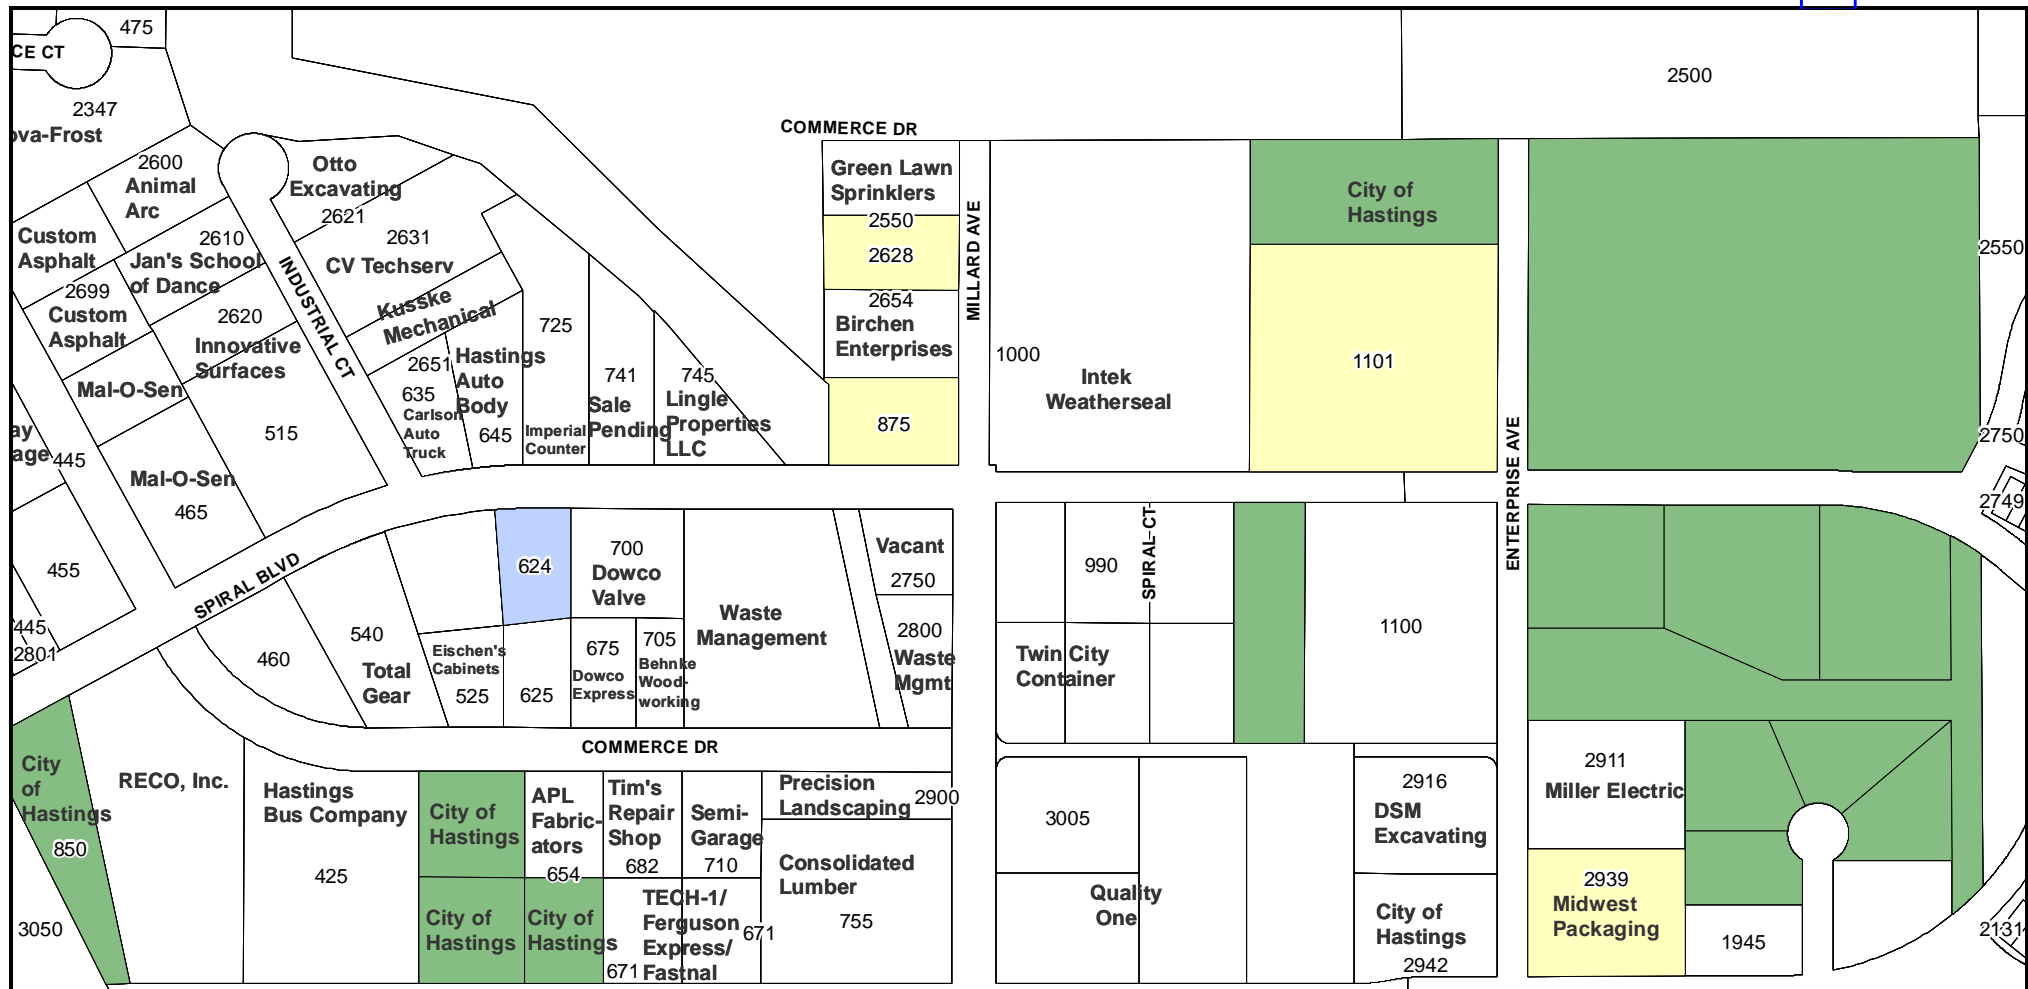 475
CE CT
2347
ova-Frost
2600
Animal
Arc
Otto
Excavating
2621
2631
CV Techserv
Custom
Asphalt
2610
Jan's School
of Dance
2699
Custom
Asphalt
2620
Innovative
Surfaces
INDUSTRIAL CT
Kusske
Mechanical
Mal-O-Sen
515
2651
635
Carlson
Auto
Truck
Hastings
Auto
Body
645
725
Imperial
Counter
741
Sale
Pending
745
Lingle
Properties
LLC
ay
age
445
Mal-O-Sen
465
455
445
2801
SPIRAL BLVD
COMMERCE DR
Green Lawn
Sprinklers
2550
2628
2654
Birchen
Enterprises
875
MILLARD AVE
1000
Intek
Weatherseal
City of
Hastings
1101
2500
ENTERPRISE AVE
2550
2750
2749
460
540
Total
Gear
624
700
Dowco
Valve
Eischen's
Cabinets
525
625
675
Dowco
Express
705
Behnke
Wood-
working
Waste
Management
Vacant
2750
2800
Waste
Mgmt
990
SPIRAL CT
Twin City
Container
1100
COMMERCE DR
City
of
Hastings
850
3050
RECO, Inc.
Hastings
Bus Company
425
City of
Hastings
APL
Fabric-
ators
654
Tim's
Repair
Shop
682
Semi-
Garage
710
Precision
Landscaping
2900
Consolidated
Lumber
755
City of
Hastings
City of
Hastings
TECH-1/
Ferguson
Express/
Fastnal
671
671
3005
Quality
One
2916
DSM
Excavating
City of
Hastings
2942
2911
Miller Electric
2939
Midwest
Packaging
1945
2131